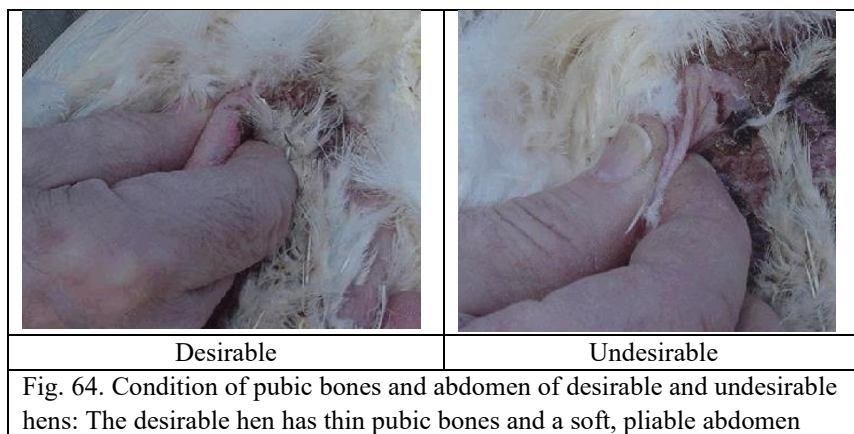 Desirable
Undesirable
Fig. 64. Condition of pubic bones and abdomen of desirable and undesirable
hens: The desirable hen has thin pubic bones and a soft, pliable abdomen